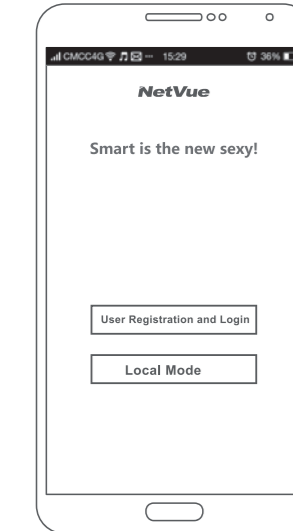 CMCC4G 15:29 36%
NetVue
Smart is the new sexy!
User Registration and Login
Local Mode